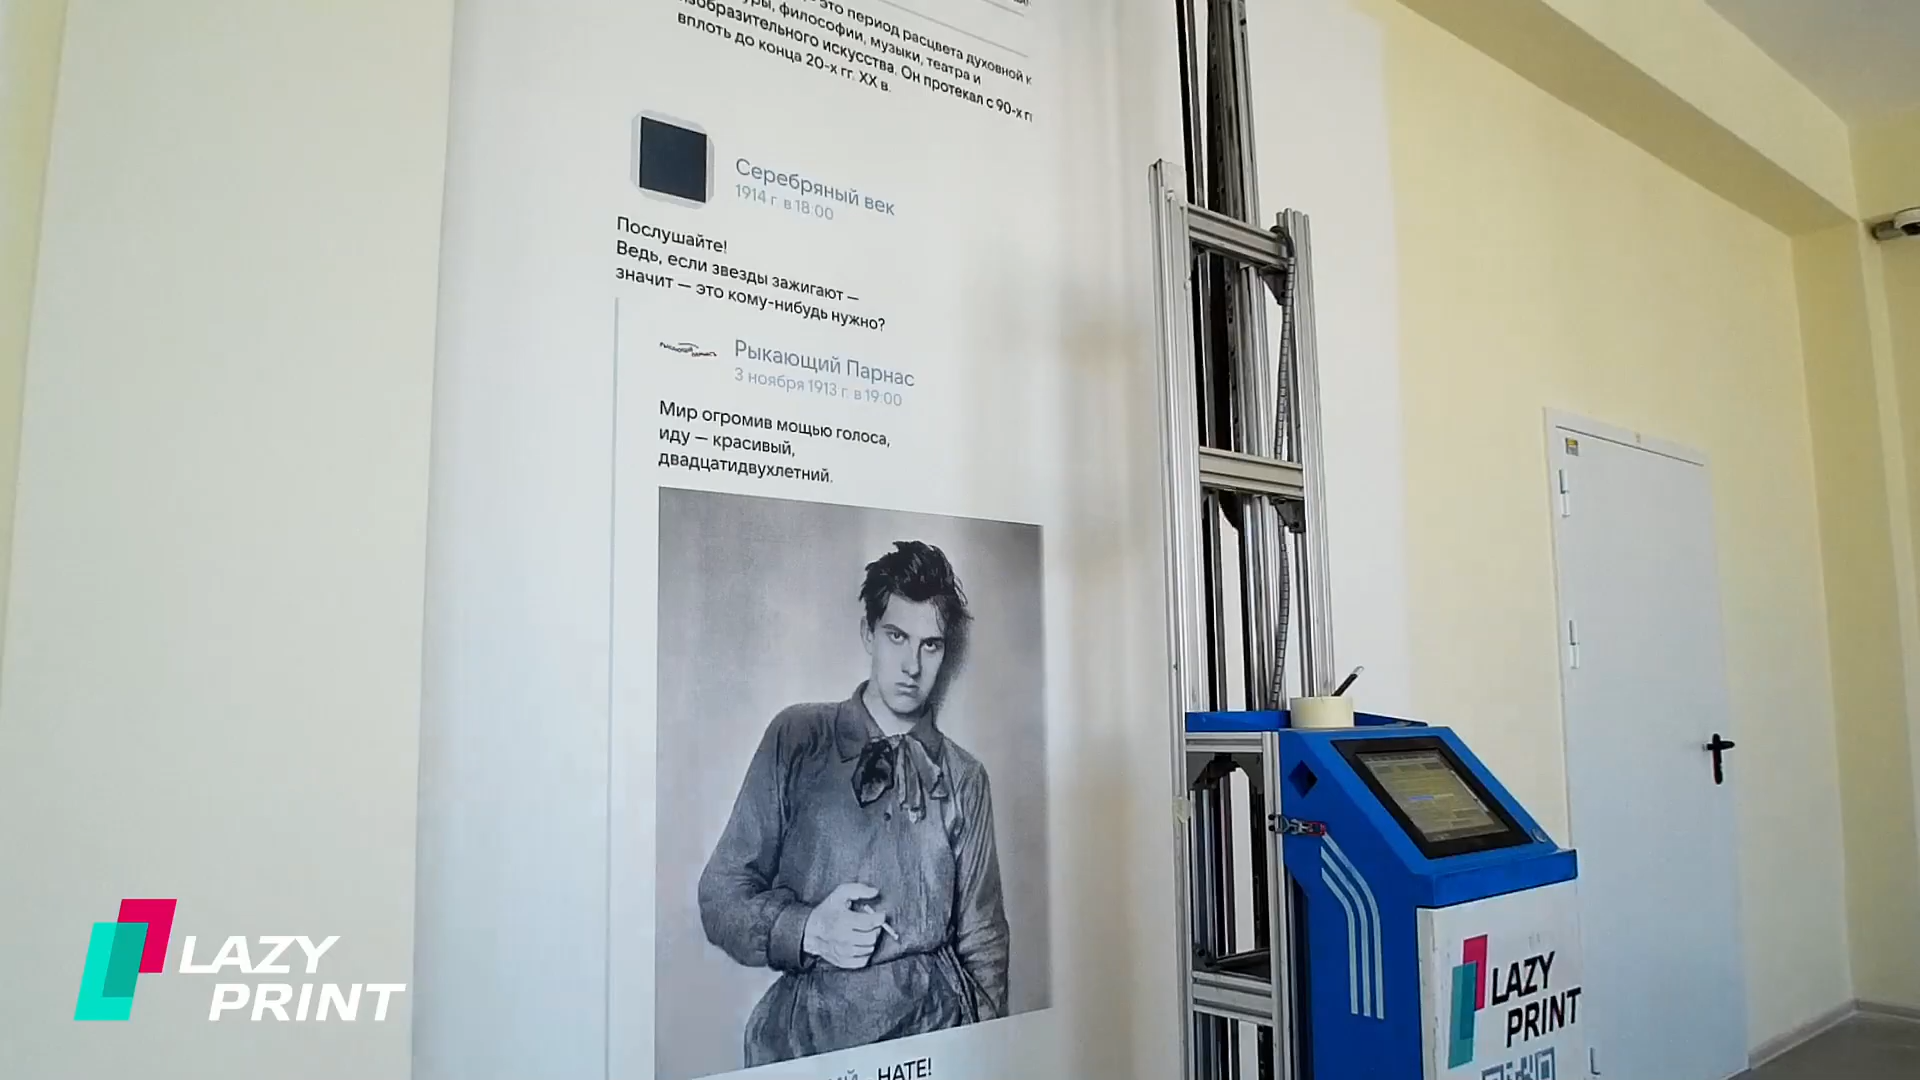 это период расцвета духовной
философии, музыки, театра и
изобразительного искусства. Он протекал с 90-х гг
вплоть до конца 20-х гг. XX в.
Серебряный век
1914 г. в 18:00
Послушайте!
Ведь, если звезды зажигают —
значит — это кому-нибудь нужно?
Рыкающий Парнас
3 ноября 1913 г. в 19:00
Мир огромив мощью голоса,
иду — красивый,
двадцатидвухлетний.
НАТЕ!
LAZY
PRINT
LAZY
PRINT